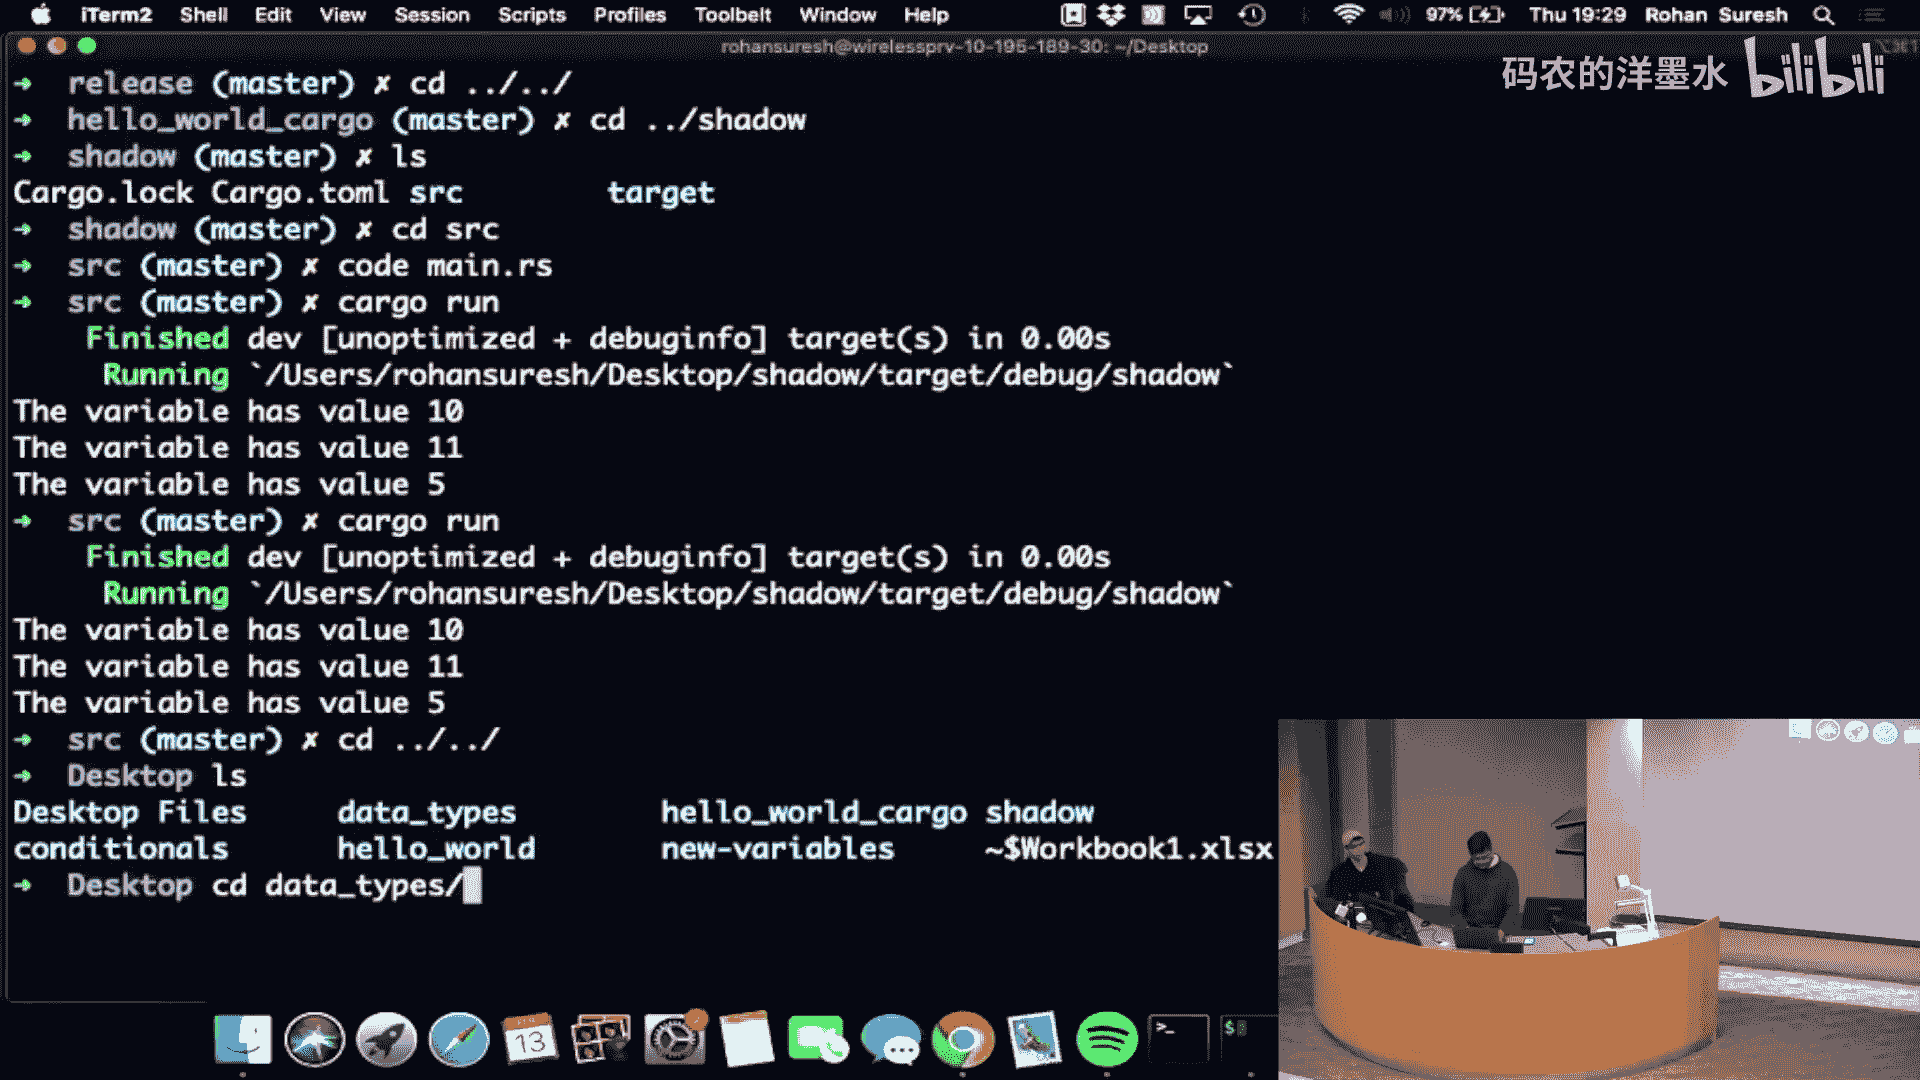 iTerm2 Shell Edit View Session Scripts Profiles Toolbelt Window Help 97% Thu 19:29 Rohan Suresh
rohansuresh@wirelessprv-10-195-189-30: ~/Desktop
码农的洋墨水 bilibili
➜ release (master) ✗ cd ../../
➜ hello_world_cargo (master) ✗ cd ../shadow
➜ shadow (master) ✗ ls
Cargo.lock Cargo.toml src target
➜ shadow (master) ✗ cd src
➜ src (master) ✗ code main.rs
➜ src (master) ✗ cargo run
Finished dev [unoptimized + debuginfo] target(s) in 0.00s
Running `/Users/rohansuresh/Desktop/shadow/target/debug/shadow`
The variable has value 10
The variable has value 11
The variable has value 5
➜ src (master) ✗ cargo run
Finished dev [unoptimized + debuginfo] target(s) in 0.00s
Running `/Users/rohansuresh/Desktop/shadow/target/debug/shadow`
The variable has value 10
The variable has value 11
The variable has value 5
➜ src (master) ✗ cd ../../
➜ Desktop ls
Desktop Files data_types hello_world_cargo shadow
conditionals hello_world new-variables ~$Workbook1.xlsx
➜ Desktop cd data_types/
13